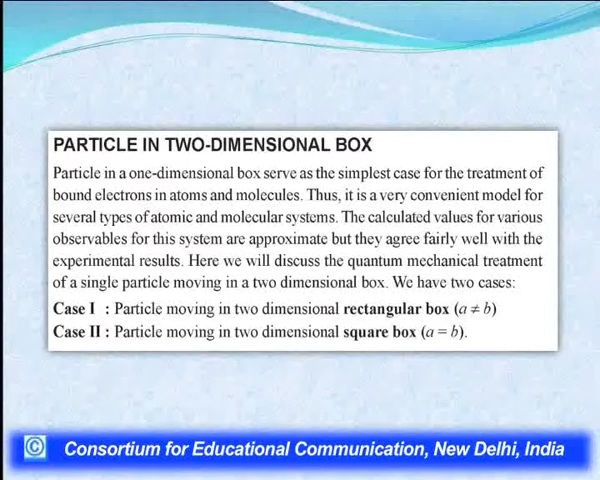 PARTICLE IN TWO-DIMENSIONAL BOX
Particle in a one-dimensional box serve as the simplest case for the treatment of
bound electrons in atoms and molecules. Thus, it is a very convenient model for
several types of atomic and molecular systems. The calculated values for various
observables for this system are approximate but they agree fairly well with the
experimental results. Here we will discuss the quantum mechanical treatment
of a single particle moving in a two dimensional box. We have two cases:
Case I : Particle moving in two dimensional rectangular box (a ≠ b)
Case II : Particle moving in two dimensional square box (a = b).
© Consortium for Educational Communication, New Delhi, India